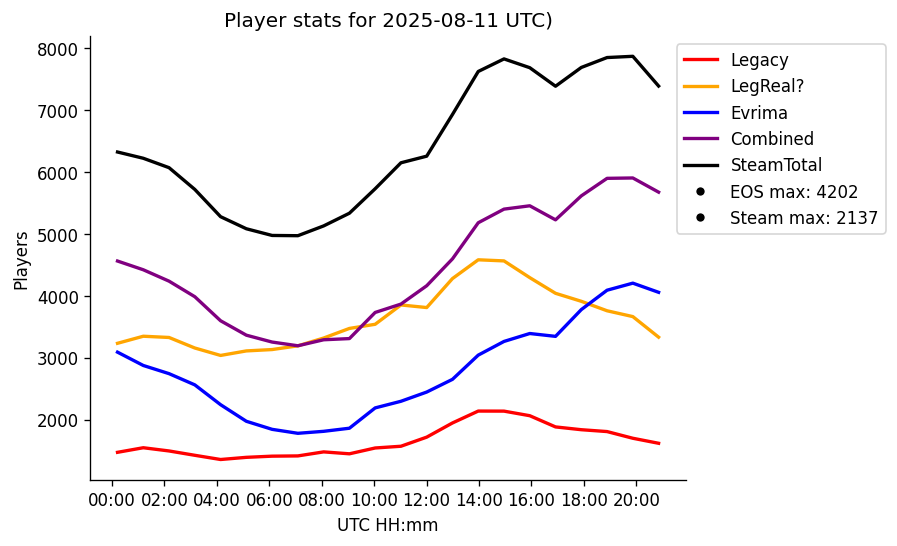 Player stats for 2025-08-11 UTC)
8000
7000
6000
5000
4000
3000
2000
Players
00:00 02:00 04:00 06:00 08:00 10:00 12:00 14:00 16:00 18:00 20:00
UTC HH:mm
Legacy
LegReal?
Evrima
Combined
SteamTotal
EOS max: 4202
Steam max: 2137